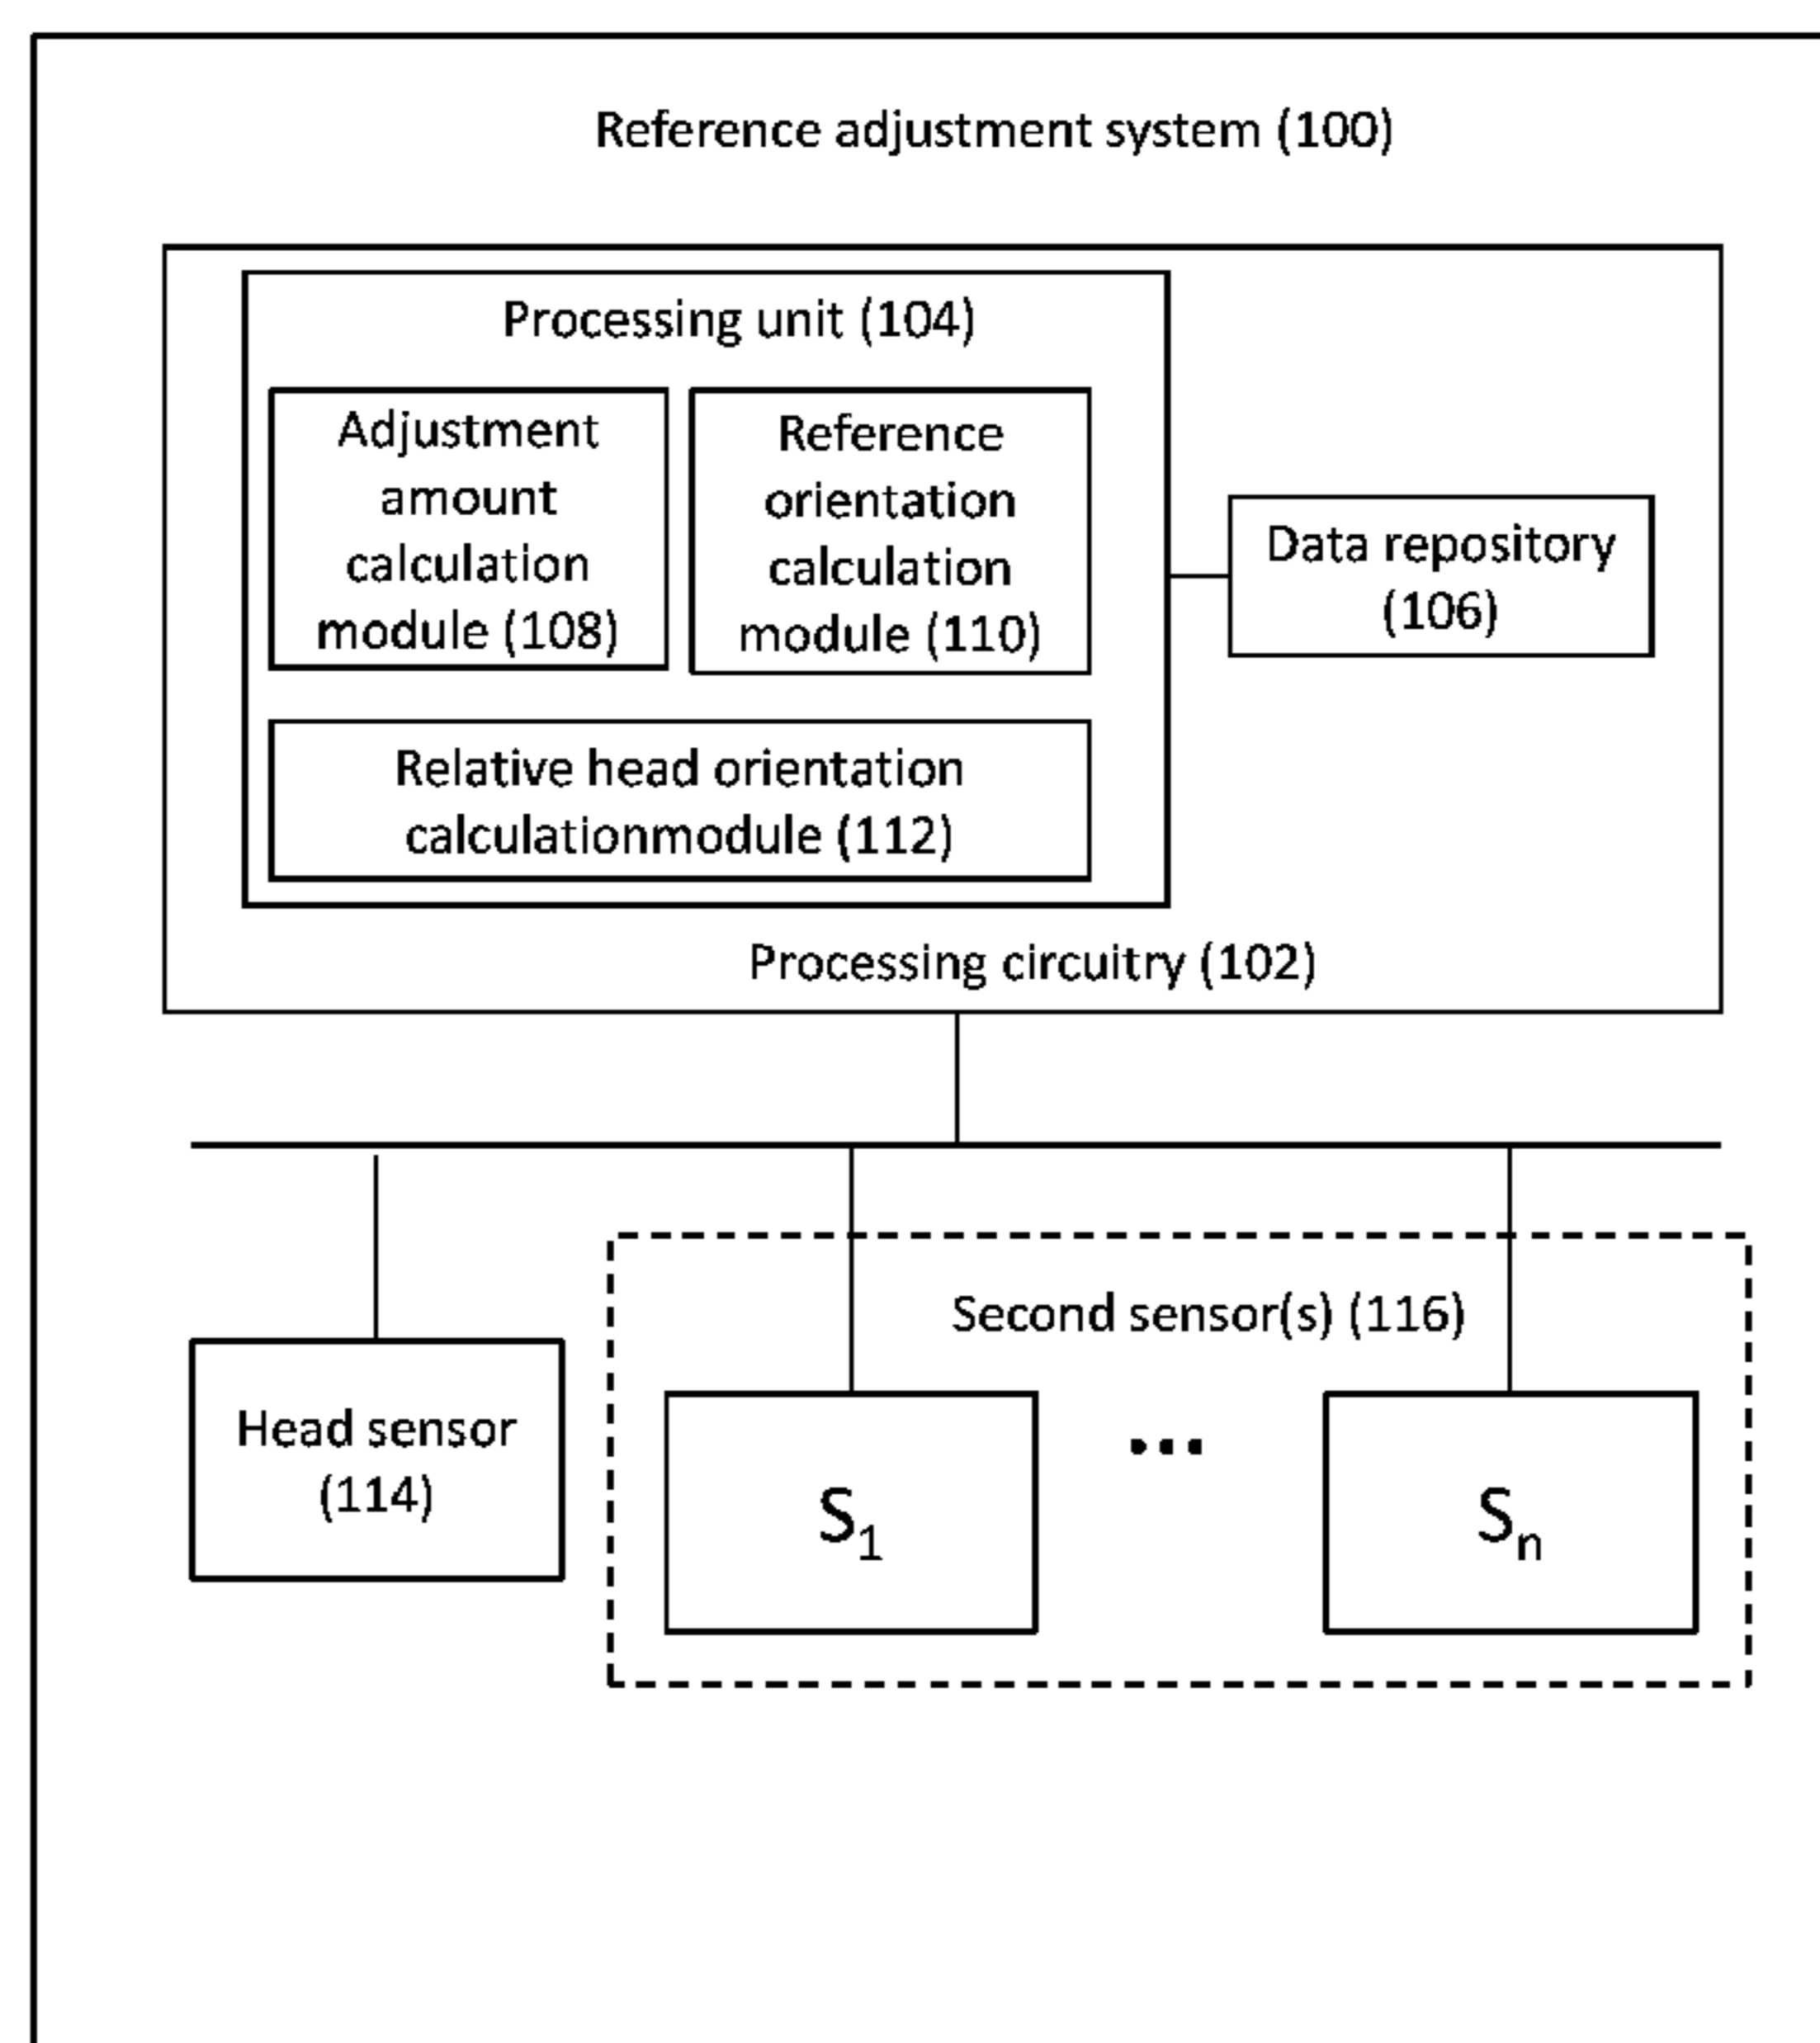 Reference adjustment system (100)
Processing unit (104)
Adjustment
amount
calculation
module (108)
Reference
orientation
calculation
module (110)
Relative head orientation
calculationmodule (112)
Data repository
(106)
Processing circuitry (102)
Head sensor
(114)
Second sensor(s) (116)
S₁
...
Sₙ